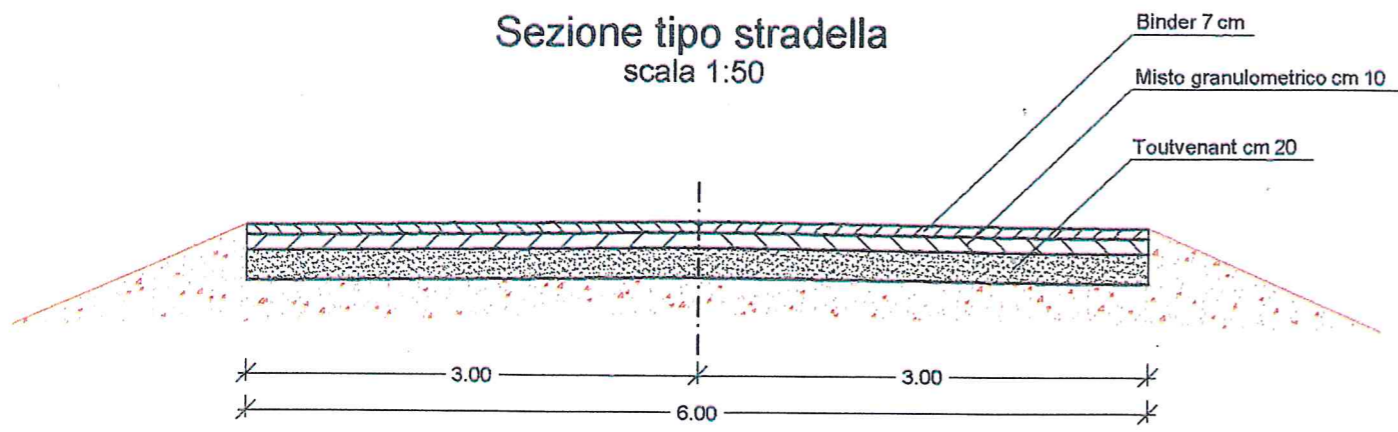 Sezione tipo stradella
scala 1:50
Binder 7 cm
Misto granulometrico cm 10
Toutvenant cm 20
3.00
3.00
6.00